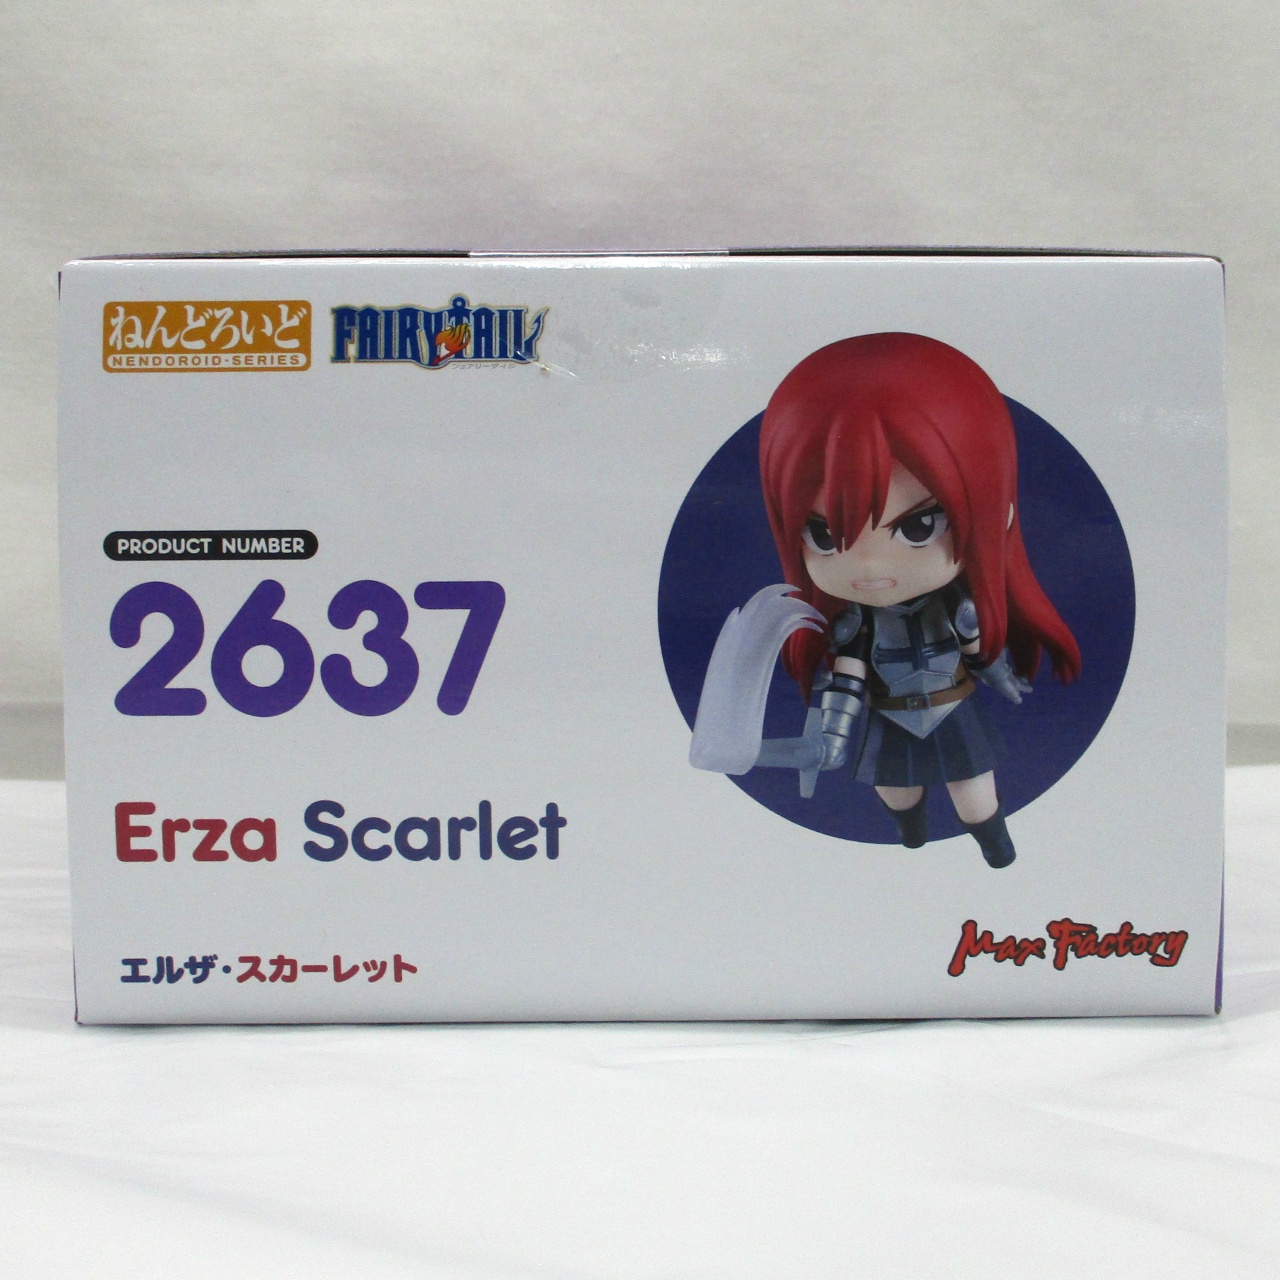 ねんどろいど
NENDOROID·SERIES
FAIRY TAIL
フェアリーテイル
PRODUCT NUMBER
2637
Erza Scarlet
エルザ・スカーレット
Max Factory